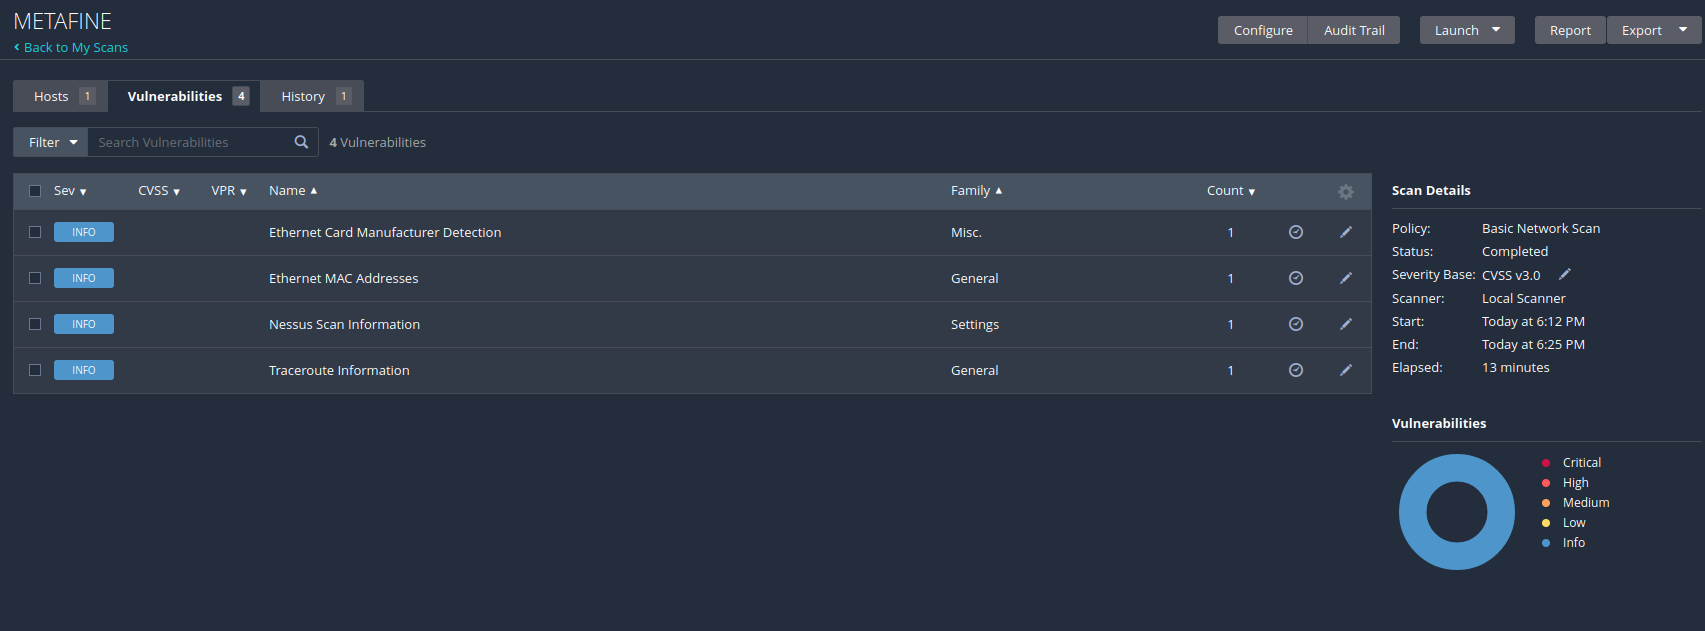 METAFINE
Back to My Scans
Configure Audit Trail Launch Report Export
Hosts 1 Vulnerabilities 4 History 1
Filter Search Vulnerabilities 4 Vulnerabilities
Sev CVSS VPR Name Family Count
INFO Ethernet Card Manufacturer Detection Misc. 1
INFO Ethernet MAC Addresses General 1
INFO Nessus Scan Information Settings 1
INFO Traceroute Information General 1
Scan Details
Policy: Basic Network Scan
Status: Completed
Severity Base: CVSS v3.0
Scanner: Local Scanner
Start: Today at 6:12 PM
End: Today at 6:25 PM
Elapsed: 13 minutes
Vulnerabilities
Critical
High
Medium
Low
Info